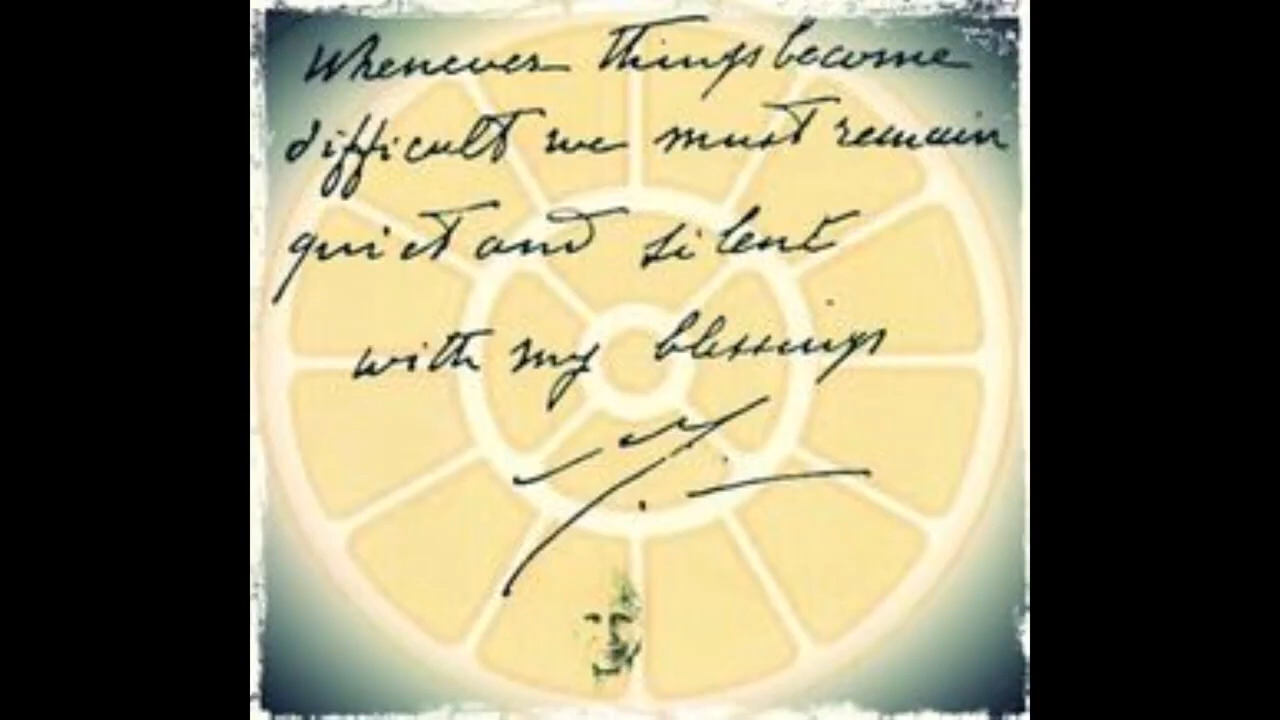 Whenever things become
difficult we must remain
quiet and silent
with my blessings